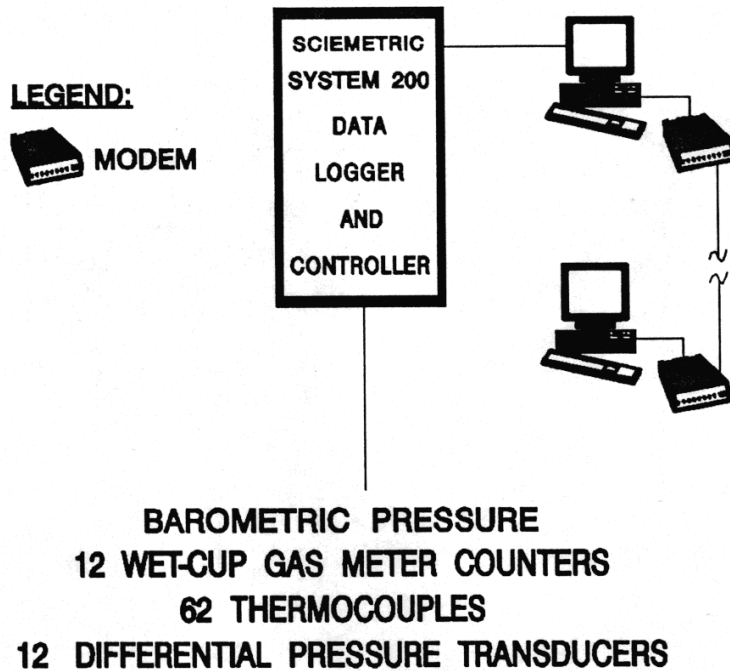 SCIEMETRIC
SYSTEM 200
DATA
LOGGER
AND
CONTROLLER
LEGEND:
MODEM
BAROMETRIC PRESSURE
12 WET-CUP GAS METER COUNTERS
62 THERMOCOUPLES
12 DIFFERENTIAL PRESSURE TRANSDUCERS